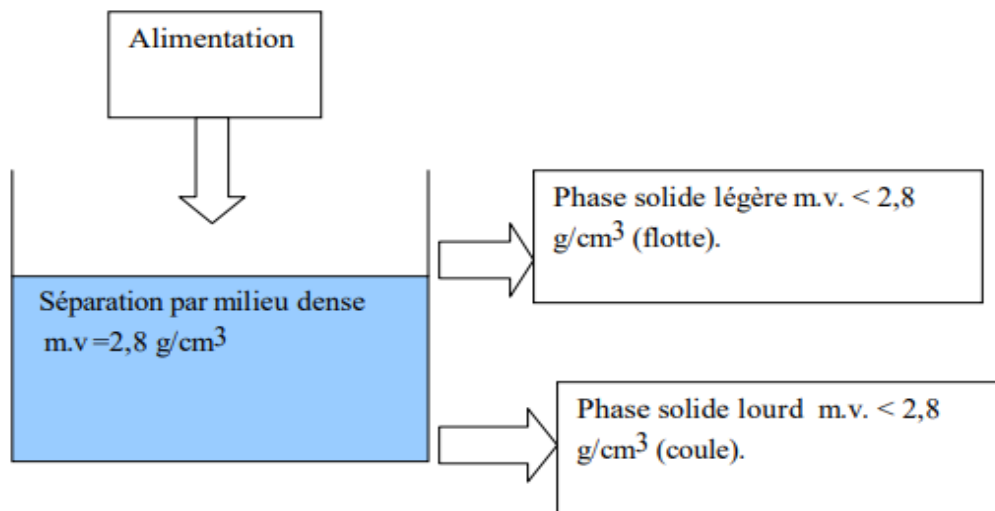 Alimentation
Phase solide légère m.v. < 2,8
g/cm³ (flotte).
Séparation par milieu dense
m.v =2,8 g/cm³
Phase solide lourd m.v. < 2,8
g/cm³ (coule).